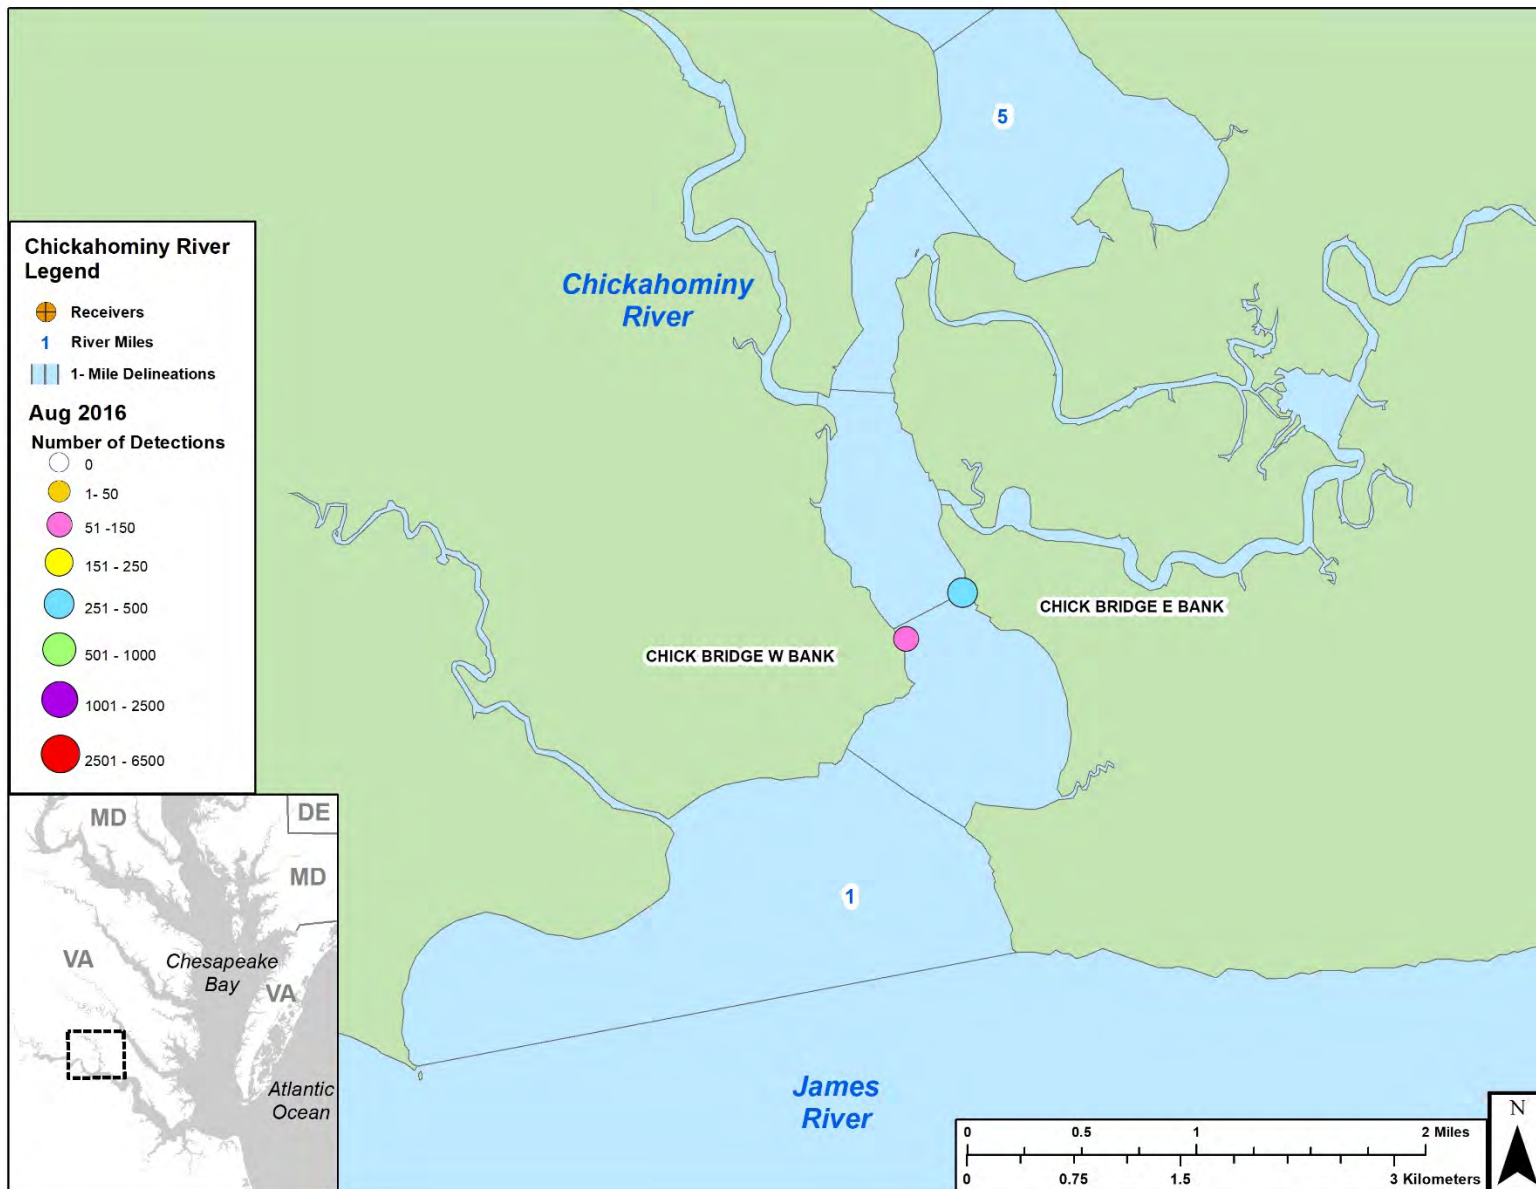 5
Chickahominy
River
Chickahominy River
Legend
Receivers
1 River Miles
1- Mile Delineations
Aug 2016
Number of Detections
0
1- 50
51 -150
151 - 250
251 - 500
501 - 1000
1001 - 2500
2501 - 6500
CHICK BRIDGE E BANK
CHICK BRIDGE W BANK
1
MD
DE
MD
VA
Chesapeake
Bay
VA
Atlantic
Ocean
James
River
0 0.5 1 2 Miles
0 0.75 1.5 3 Kilometers
N